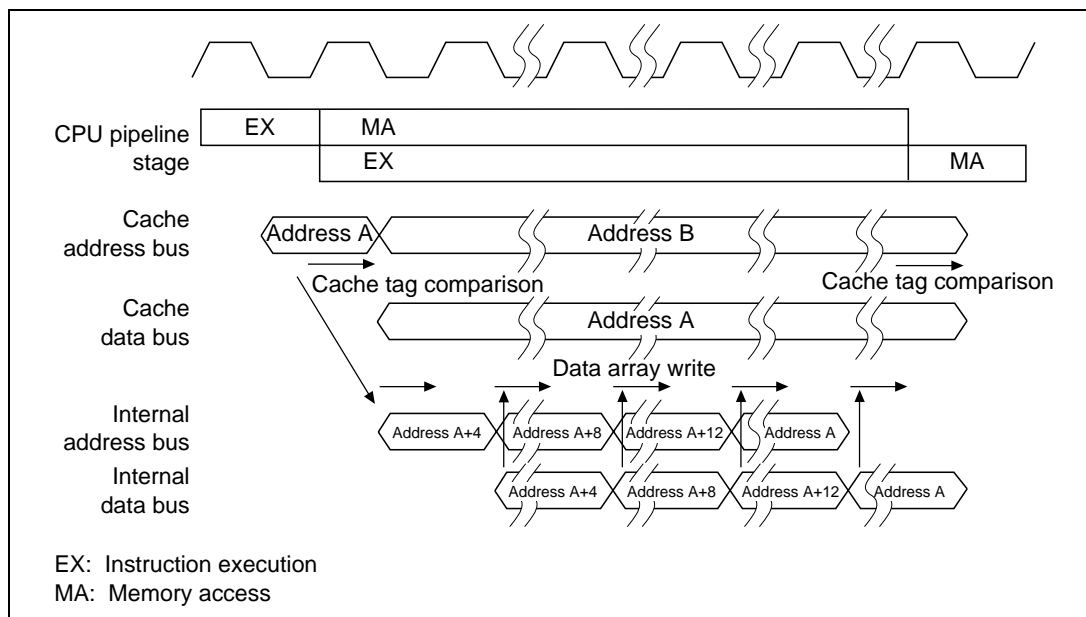 EX MA
CPU pipeline
stage
EX MA
Cache
address bus
Address A Address B
Cache tag comparison Cache tag comparison
Cache
data bus
Address A
Data array write
Internal
address bus
Address A+4 Address A+8 Address A+12 Address A
Internal
data bus
Address A+4 Address A+8 Address A+12 Address A
EX: Instruction execution
MA: Memory access